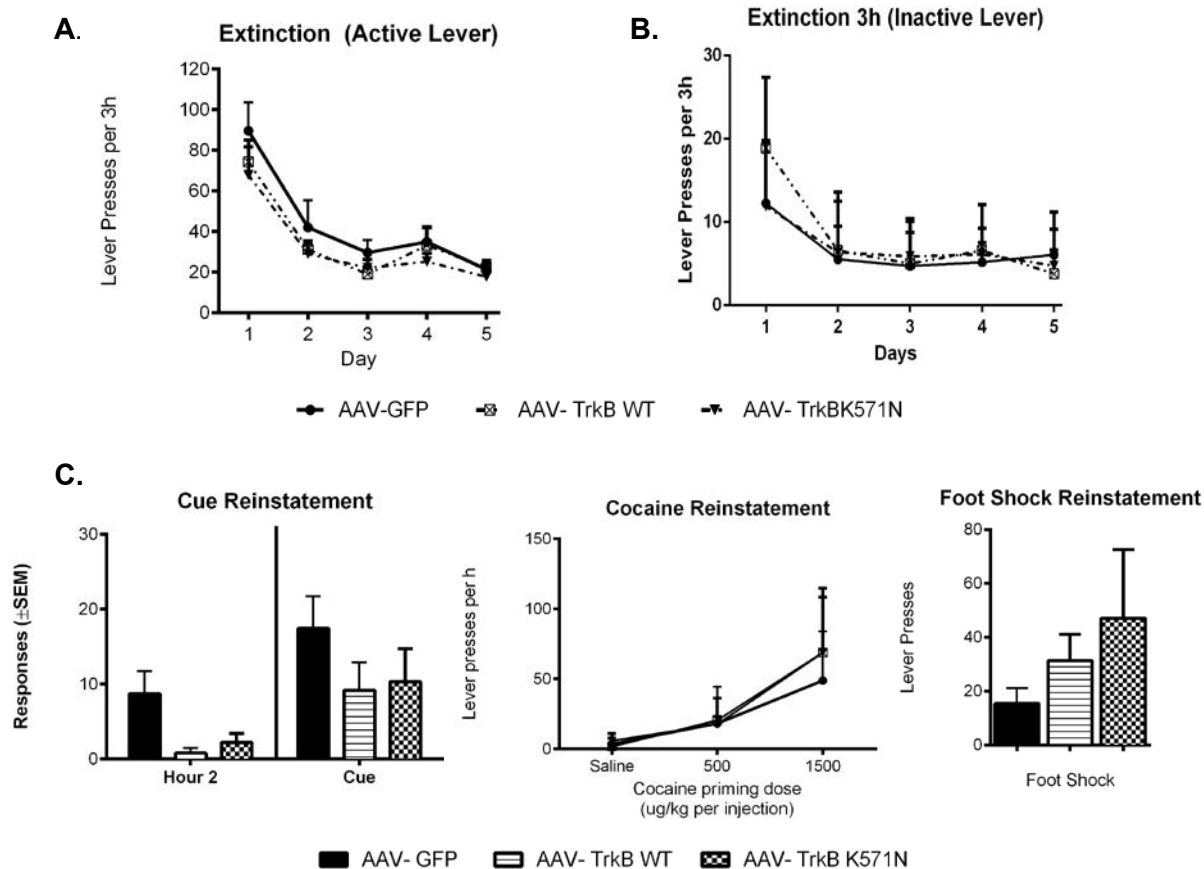 A.
Extinction (Active Lever)
Lever Presses per 3h
120
100
80
60
40
20
0
1 2 3 4 5
Day
B.
Extinction 3h (Inactive Lever)
Lever Presses per 3h
30
20
10
0
1 2 3 4 5
Days
AAV-GFP AAV- TrkB WT AAV- TrkBK571N
C.
Cue Reinstatement
Responses (±SEM)
30
20
10
0
Hour 2 Cue
Cocaine Reinstatement
Lever presses per h
150
100
50
0
Saline 500 1500
Cocaine priming dose
(ug/kg per injection)
Foot Shock Reinstatement
Lever Presses
80
60
40
20
0
Foot Shock
AAV- GFP AAV- TrkB WT AAV- TrkB K571N